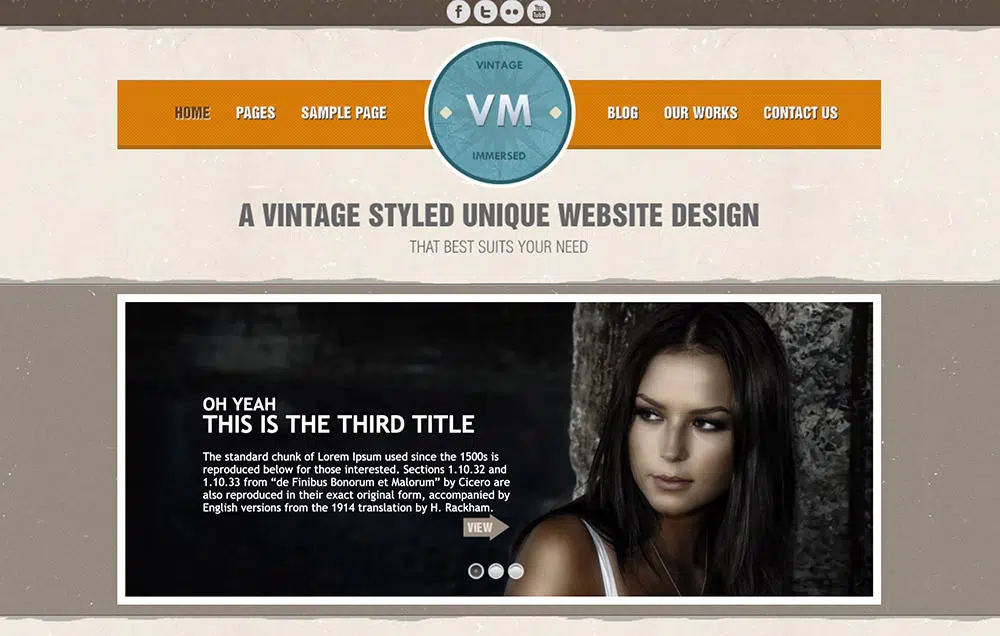 You
Tube
VINTAGE
HOME PAGES SAMPLE PAGE VM BLOG OUR WORKS CONTACT US
IMMERSED
A VINTAGE STYLED UNIQUE WEBSITE DESIGN
THAT BEST SUITS YOUR NEED
OH YEAH
THIS IS THE THIRD TITLE
The standard chunk of Lorem Ipsum used since the 1500s is
reproduced below for those interested. Sections 1.10.32 and
1.10.33 from “de Finibus Bonorum et Malorum” by Cicero are
also reproduced in their exact original form, accompanied by
English versions from the 1914 translation by H. Rackham.
VIEW